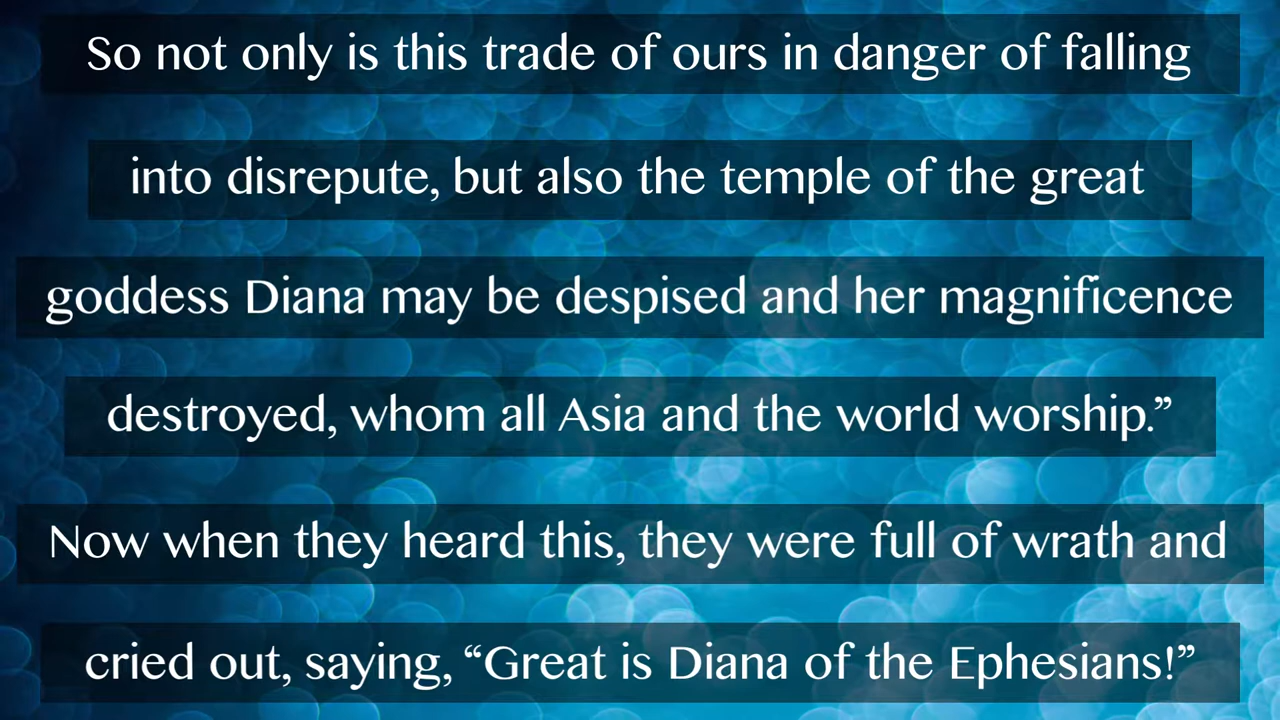 So not only is this trade of ours in danger of falling
into disrepute, but also the temple of the great
goddess Diana may be despised and her magnificence
destroyed, whom all Asia and the world worship.”
Now when they heard this, they were full of wrath and
cried out, saying, “Great is Diana of the Ephesians!”